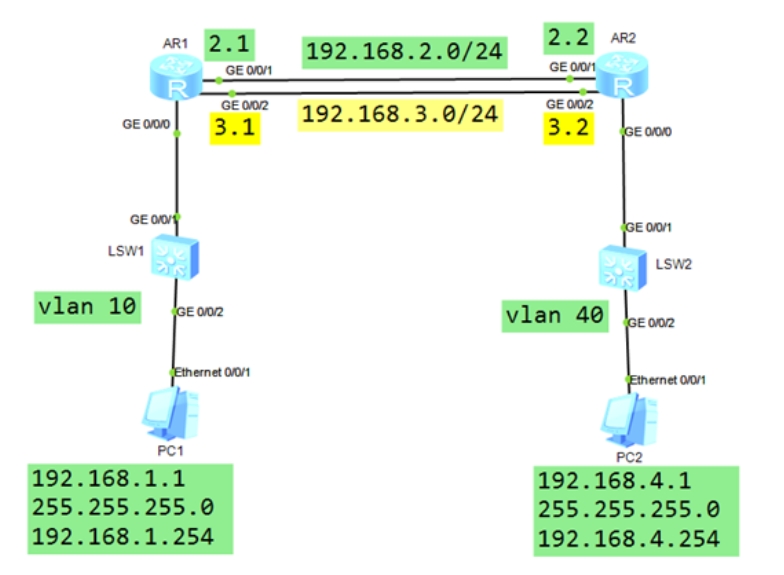 AR1
2.1
192.168.2.0/24
2.2
AR2
GE 0/0/1
GE 0/0/1
GE 0/0/2
GE 0/0/2
3.1
192.168.3.0/24
3.2
GE 0/0/0
GE 0/0/0
R
R
GE 0/0/1
GE 0/0/1
LSW1
LSW2
vlan 10
GE 0/0/2
vlan 40
GE 0/0/2
Ethernet 0/0/1
Ethernet 0/0/1
PC1
PC2
192.168.1.1
255.255.255.0
192.168.1.254
192.168.4.1
255.255.255.0
192.168.4.254